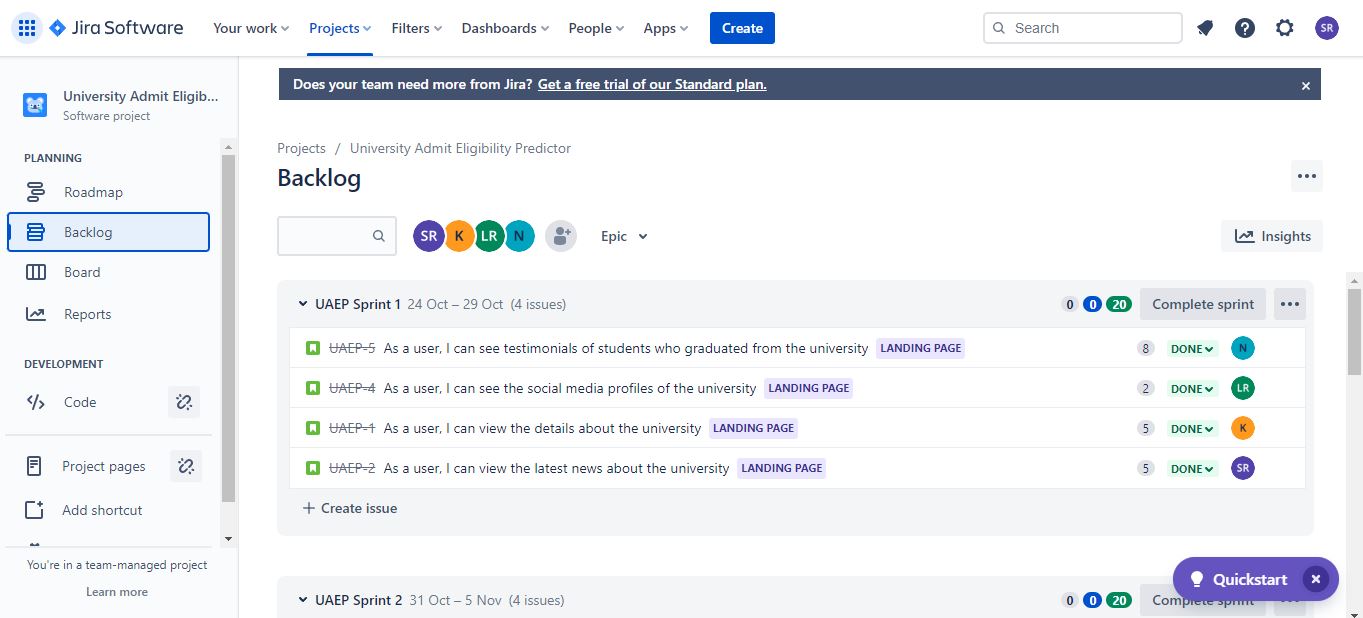 Jira Software Your work Projects Filters Dashboards People Apps Create Search SR
Does your team need more from Jira? Get a free trial of our Standard plan.
University Admit Eligib...
Software project
PLANNING
Roadmap
Backlog
Board
Reports
DEVELOPMENT
Code
Project pages
Add shortcut
You're in a team-managed project
Learn more
Projects / University Admit Eligibility Predictor
Backlog
SR K LR N Epic Insights
UAEP Sprint 1 24 Oct – 29 Oct (4 issues) 0 0 20 Complete sprint
UAEP-5 As a user, I can see testimonials of students who graduated from the university LANDING PAGE 8 DONE N
UAEP-4 As a user, I can see the social media profiles of the university LANDING PAGE 2 DONE LR
UAEP-1 As a user, I can view the details about the university LANDING PAGE 5 DONE K
UAEP-2 As a user, I can view the latest news about the university LANDING PAGE 5 DONE SR
+ Create issue
UAEP Sprint 2 31 Oct – 5 Nov (4 issues) 0 0 20 Complete sprint
Quickstart